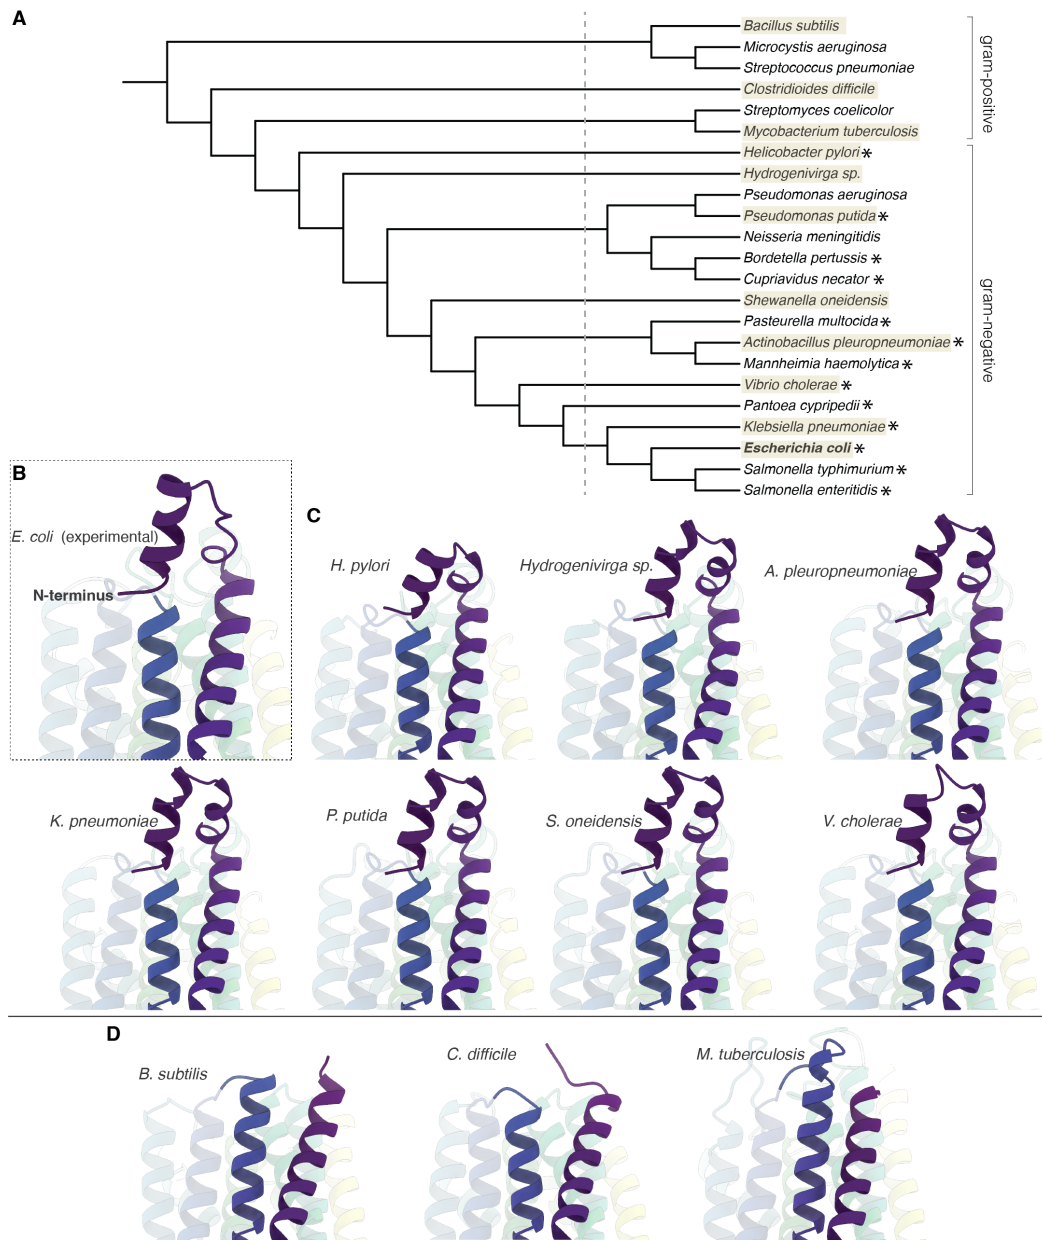 A
Bacillus subtilis
Microcystis aeruginosa
Streptococcus pneumoniae
Clostridioides difficile
Streptomyces coelicolor
Mycobacterium tuberculosis
gram-positive
Helicobacter pylori*
Hydrogenivirga sp.
Pseudomonas aeruginosa
Pseudomonas putida*
Neisseria meningitidis
Bordetella pertussis*
Cupriavidus necator*
Shewanella oneidensis
Pasteurella multocida*
Actinobacillus pleuropneumoniae*
Mannheimia haemolytica*
Vibrio cholerae*
Pantoea cypripedii*
Klebsiella pneumoniae*
Escherichia coli*
Salmonella typhimurium*
Salmonella enteritidis*
gram-negative
B
E. coli (experimental)
N-terminus
C
H. pylori
Hydrogenivirga sp.
A. pleuropneumoniae
K. pneumoniae
P. putida
S. oneidensis
V. cholerae
D
B. subtilis
C. difficile
M. tuberculosis